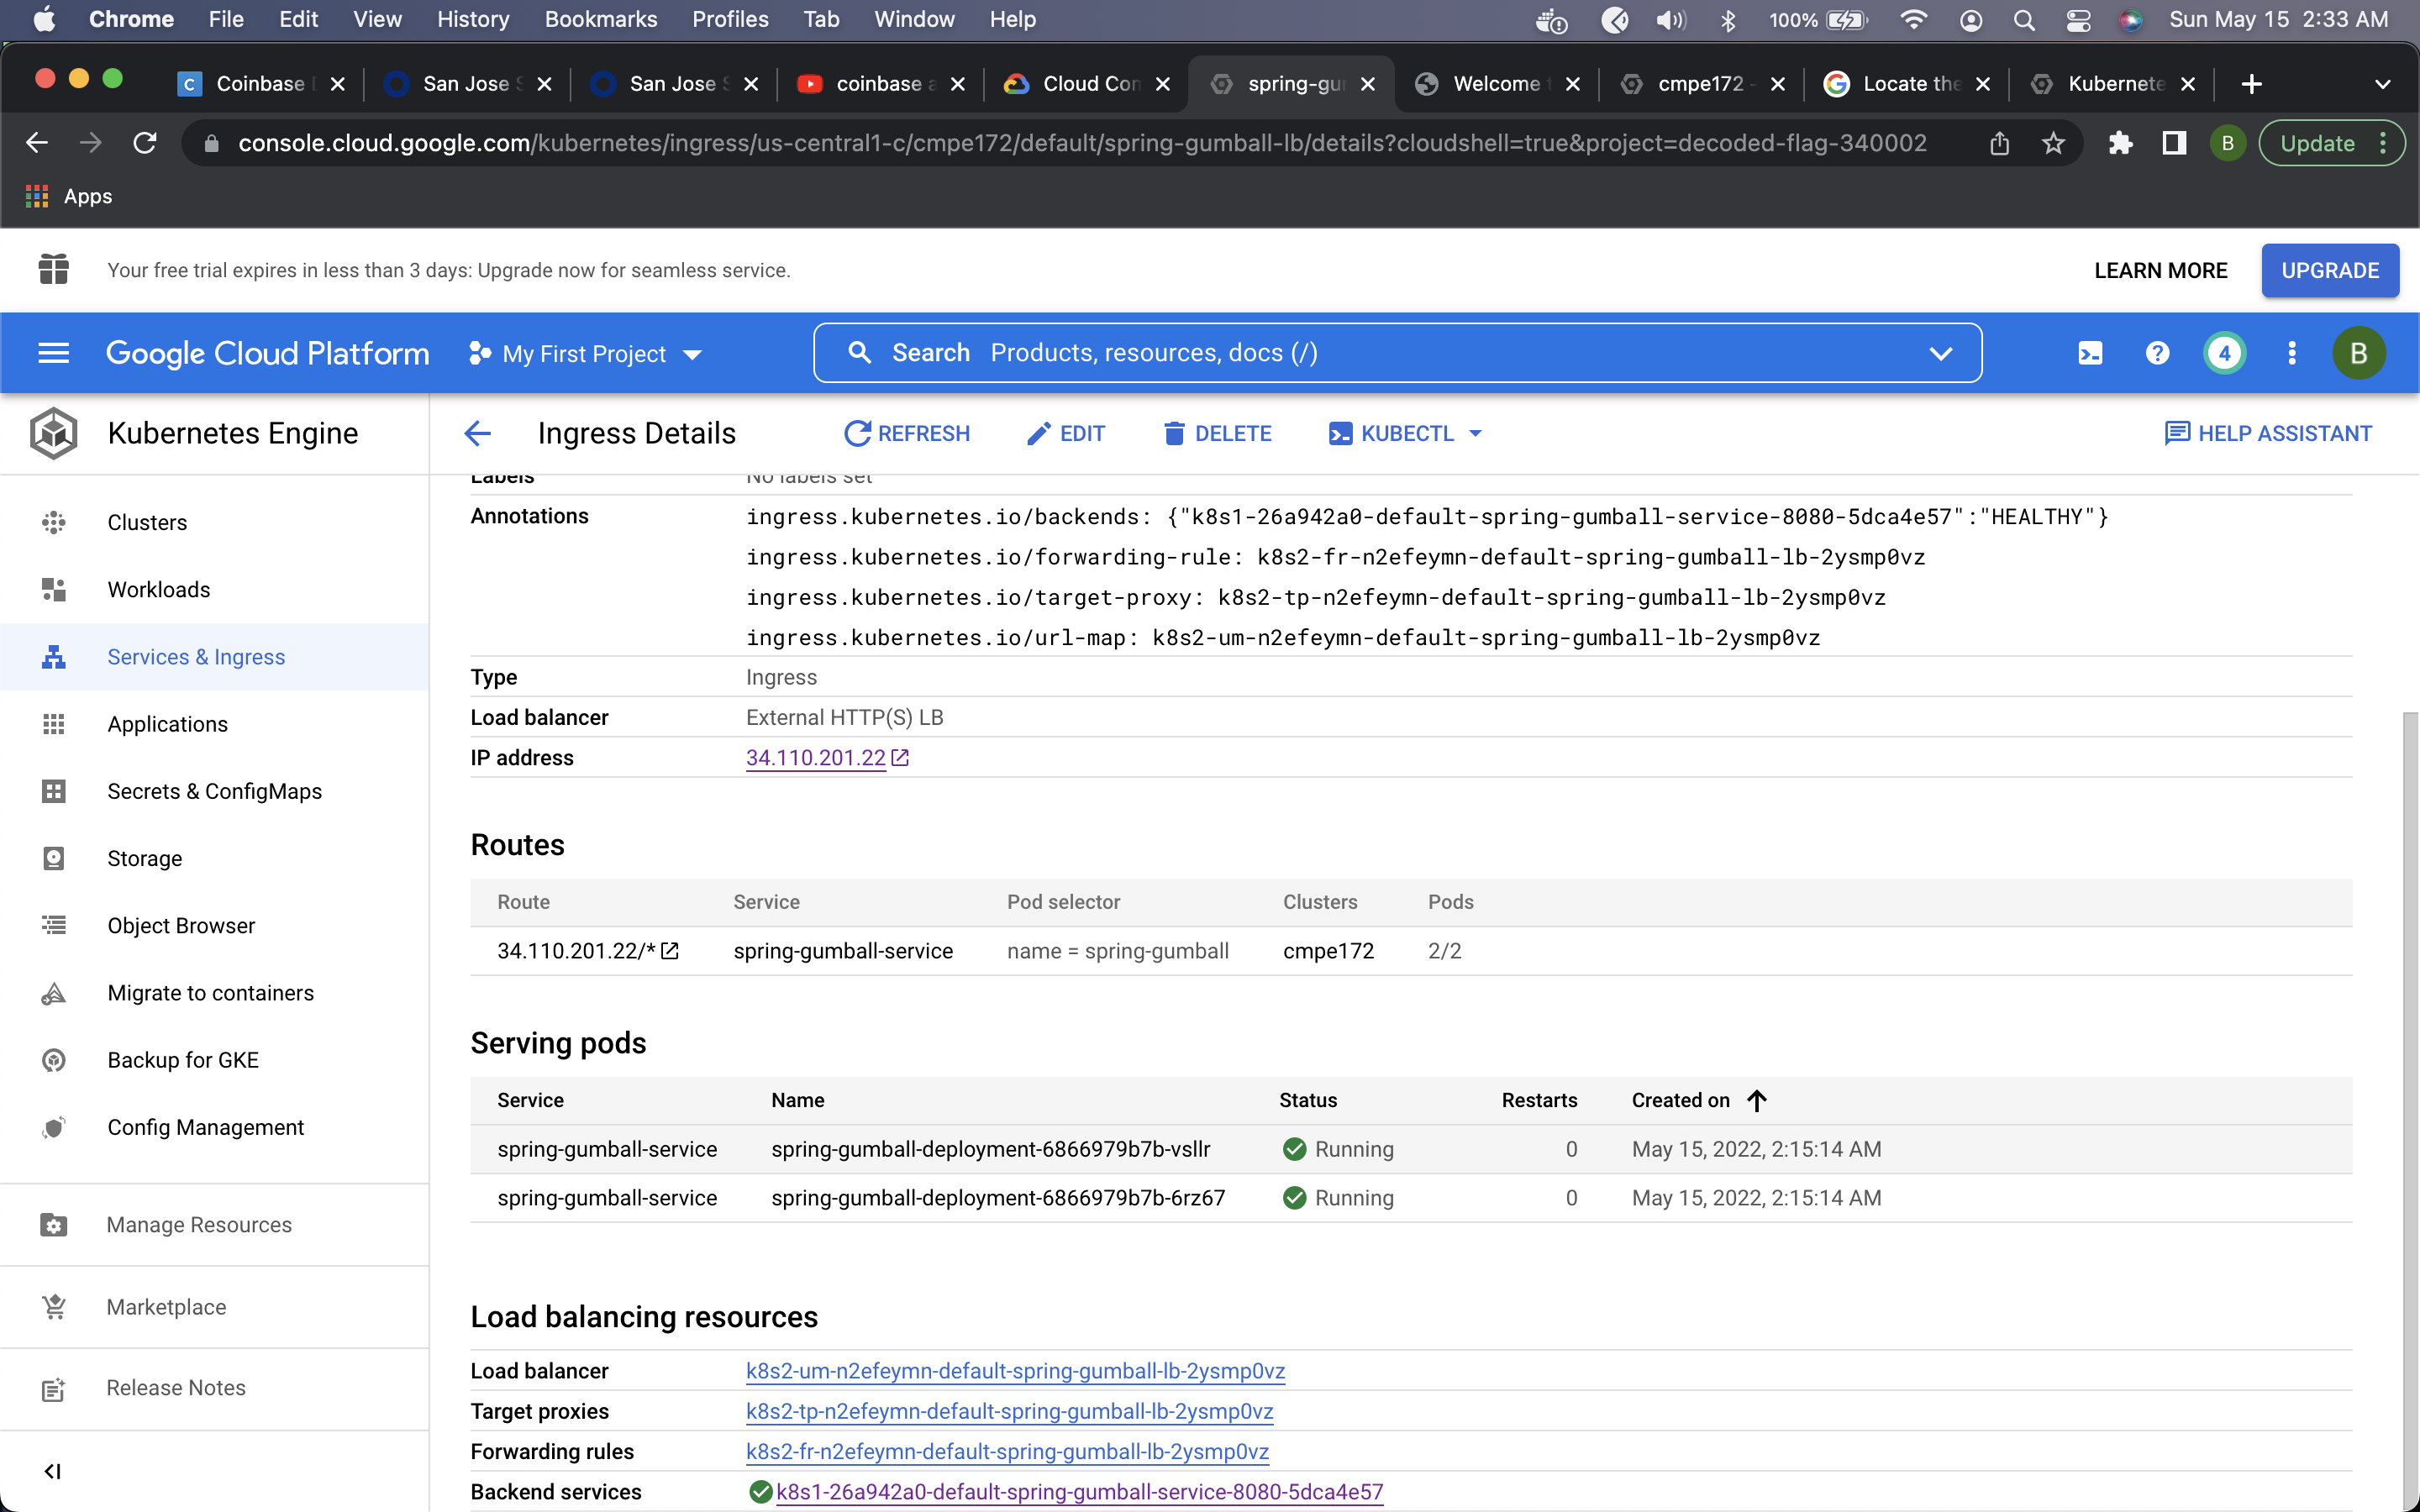 Chrome File Edit View History Bookmarks Profiles Tab Window Help 100% Sun May 15 2:33 AM
Coinbase San Jose San Jose coinbase a Cloud Con spring-gu Welcome cmpe172 - Locate the Kubernete
console.cloud.google.com/kubernetes/ingress/us-central1-c/cmpe172/default/spring-gumball-lb/details?cloudshell=true&project=decoded-flag-340002 B Update
Apps
Your free trial expires in less than 3 days: Upgrade now for seamless service. LEARN MORE UPGRADE
Google Cloud Platform My First Project Search Products, resources, docs (/) 4 B
Kubernetes Engine Ingress Details REFRESH EDIT DELETE KUBECTL HELP ASSISTANT
Clusters
Workloads
Services & Ingress
Applications
Secrets & ConfigMaps
Storage
Object Browser
Migrate to containers
Backup for GKE
Config Management
Manage Resources
Marketplace
Release Notes
Labels No labels set
Annotations ingress.kubernetes.io/backends: {"k8s1-26a942a0-default-spring-gumball-service-8080-5dca4e57":"HEALTHY"}
ingress.kubernetes.io/forwarding-rule: k8s2-fr-n2efeymn-default-spring-gumball-lb-2ysmp0vz
ingress.kubernetes.io/target-proxy: k8s2-tp-n2efeymn-default-spring-gumball-lb-2ysmp0vz
ingress.kubernetes.io/url-map: k8s2-um-n2efeymn-default-spring-gumball-lb-2ysmp0vz
Type Ingress
Load balancer External HTTP(S) LB
IP address 34.110.201.22
Routes
Route Service Pod selector Clusters Pods
34.110.201.22/* spring-gumball-service name = spring-gumball cmpe172 2/2
Serving pods
Service Name Status Restarts Created on
spring-gumball-service spring-gumball-deployment-6866979b7b-vsllr Running 0 May 15, 2022, 2:15:14 AM
spring-gumball-service spring-gumball-deployment-6866979b7b-6rz67 Running 0 May 15, 2022, 2:15:14 AM
Load balancing resources
Load balancer k8s2-um-n2efeymn-default-spring-gumball-lb-2ysmp0vz
Target proxies k8s2-tp-n2efeymn-default-spring-gumball-lb-2ysmp0vz
Forwarding rules k8s2-fr-n2efeymn-default-spring-gumball-lb-2ysmp0vz
Backend services k8s1-26a942a0-default-spring-gumball-service-8080-5dca4e57